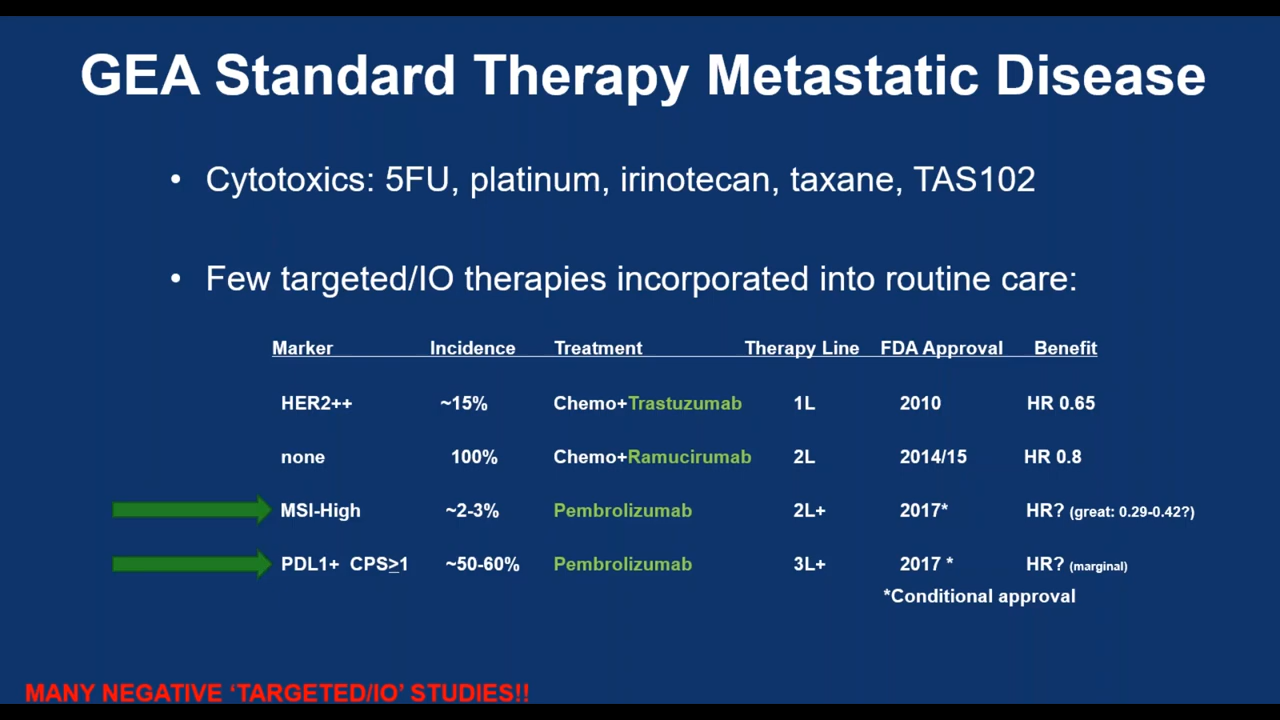 GEA Standard Therapy Metastatic Disease
• Cytotoxics: 5FU, platinum, irinotecan, taxane, TAS102
• Few targeted/IO therapies incorporated into routine care:
Marker Incidence Treatment Therapy Line FDA Approval Benefit
HER2++ ~15% Chemo+Trastuzumab 1L 2010 HR 0.65
none 100% Chemo+Ramucirumab 2L 2014/15 HR 0.8
MSI-High ~2-3% Pembrolizumab 2L+ 2017* HR? (great: 0.29-0.42?)
PDL1+ CPS≥1 ~50-60% Pembrolizumab 3L+ 2017 * HR? (marginal)
*Conditional approval
MANY NEGATIVE ‘TARGETED/IO’ STUDIES!!